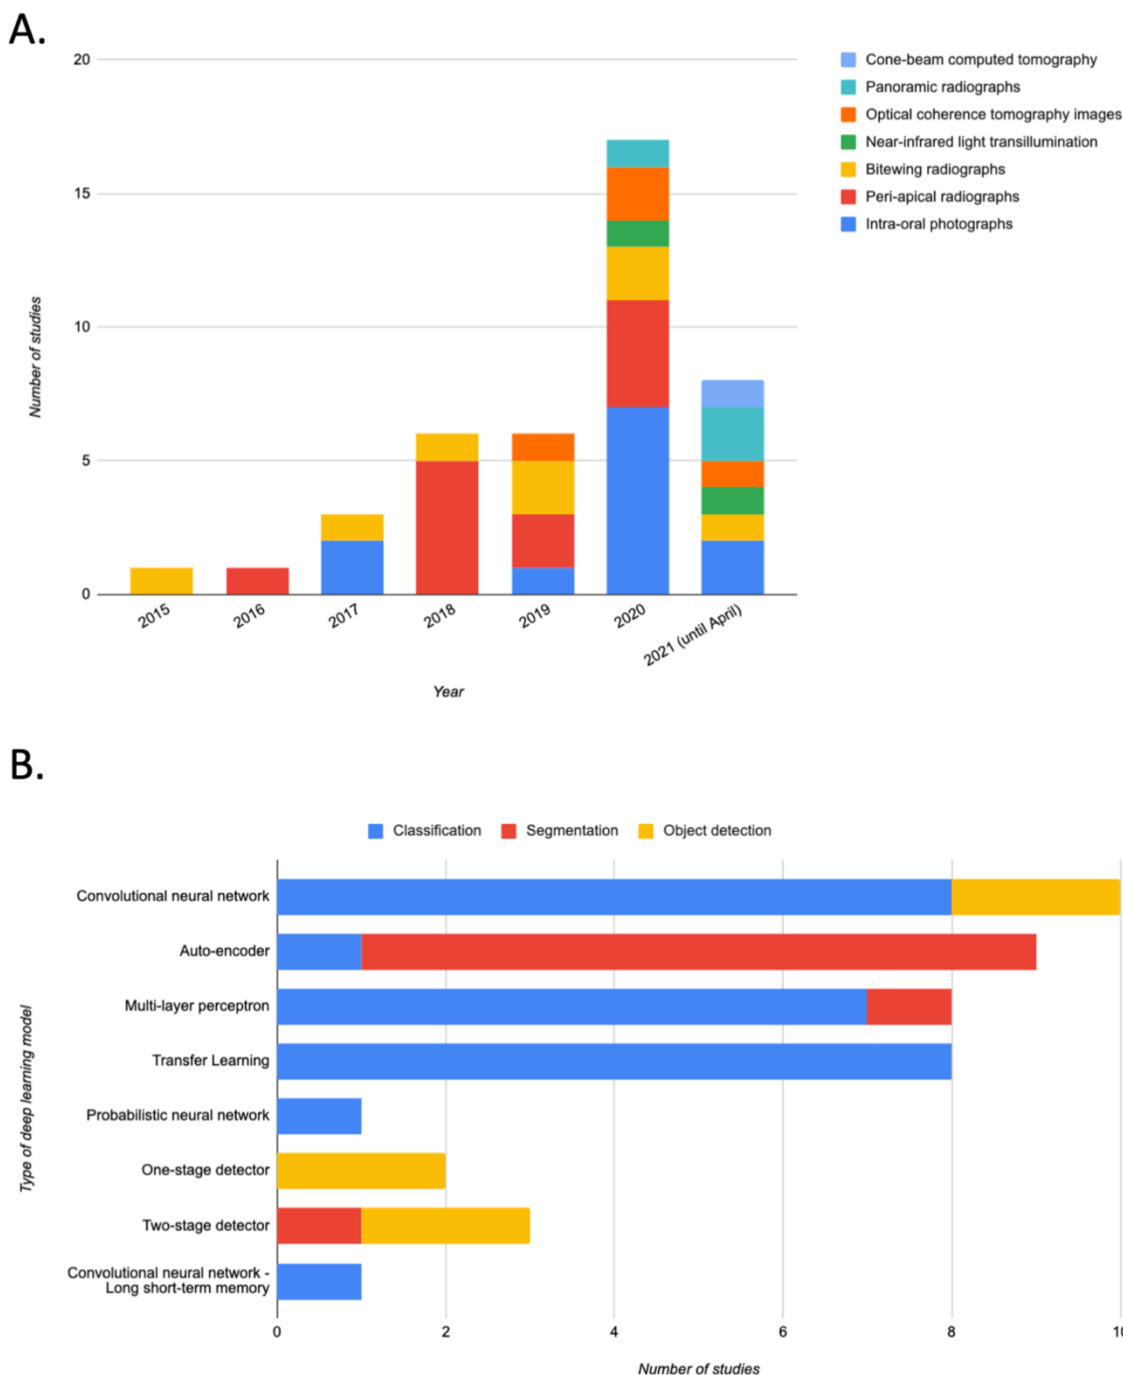 A.
20
15
10
5
0
Number of studies
2015
2016
2017
2018
2019
2020
2021 (until April)
Year
Cone-beam computed tomography
Panoramic radiographs
Optical coherence tomography images
Near-infrared light transillumination
Bitewing radiographs
Peri-apical radiographs
Intra-oral photographs
B.
Classification
Segmentation
Object detection
Type of deep learning model
Convolutional neural network
Auto-encoder
Multi-layer perceptron
Transfer Learning
Probabilistic neural network
One-stage detector
Two-stage detector
Convolutional neural network -
Long short-term memory
0
2
4
6
8
10
Number of studies